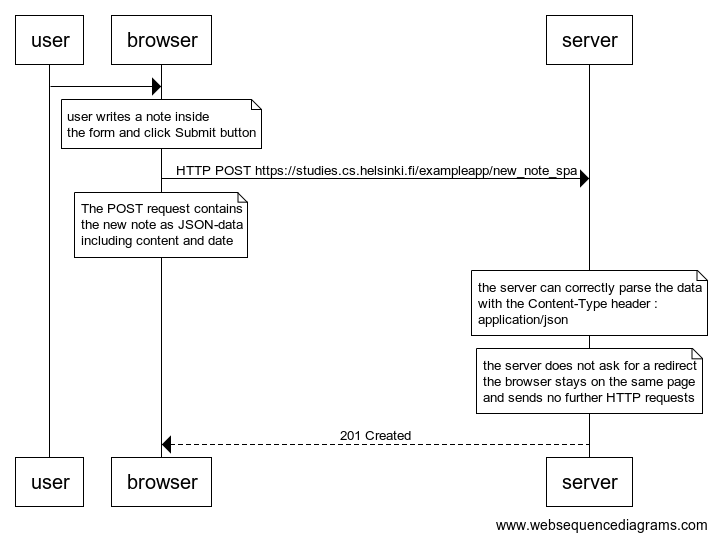 user
browser
server
user writes a note inside
the form and click Submit button
HTTP POST https://studies.cs.helsinki.fi/exampleapp/new_note_spa
The POST request contains
the new note as JSON-data
including content and date
the server can correctly parse the data
with the Content-Type header :
application/json
the server does not ask for a redirect
the browser stays on the same page
and sends no further HTTP requests
201 Created
user
browser
server
www.websequencediagrams.com